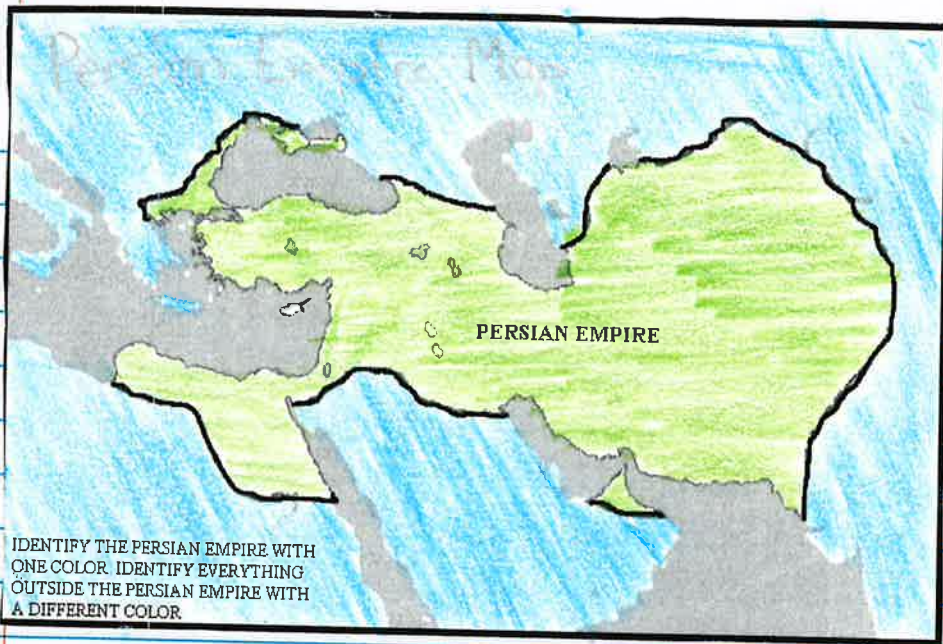 Persian Empire Map
PERSIAN EMPIRE
IDENTIFY THE PERSIAN EMPIRE WITH
ONE COLOR. IDENTIFY EVERYTHING
OUTSIDE THE PERSIAN EMPIRE WITH
A DIFFERENT COLOR